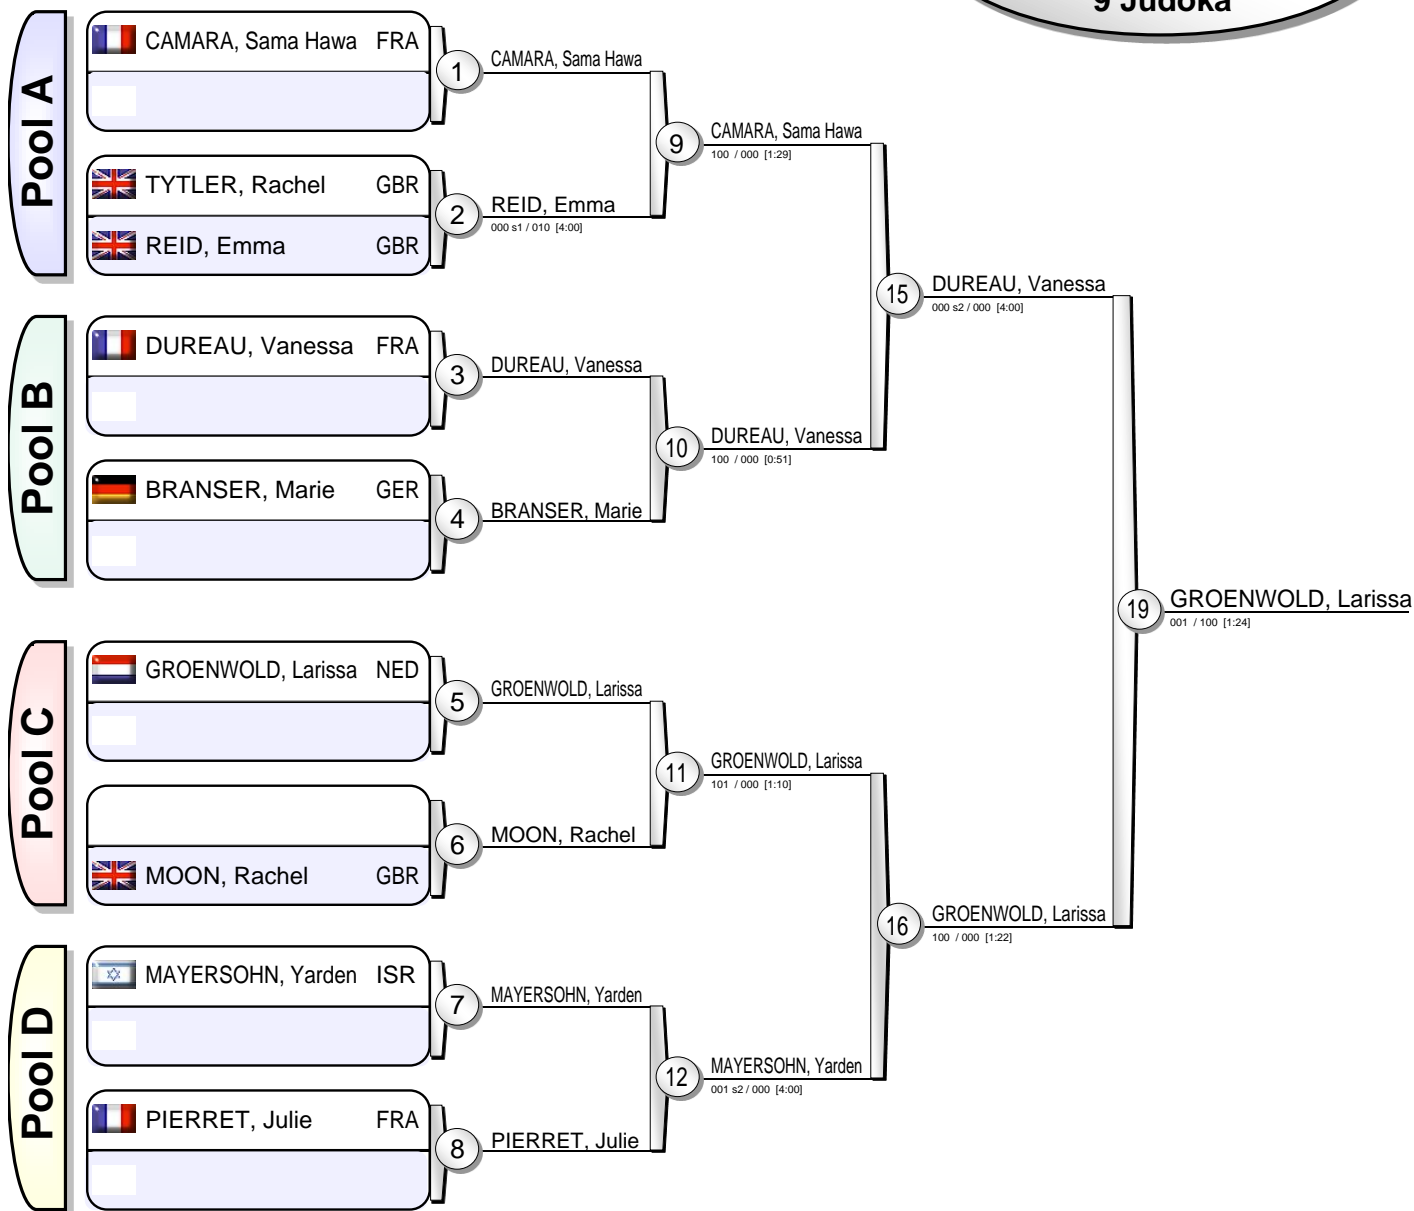 9 Judoka
Pool A
CAMARA, Sama Hawa FRA
TYTLER, Rachel GBR
REID, Emma GBR
1
CAMARA, Sama Hawa
2
REID, Emma
000 s1 / 010 [4:00]
9
CAMARA, Sama Hawa
100 / 000 [1:29]
Pool B
DUREAU, Vanessa FRA
BRANSER, Marie GER
3
DUREAU, Vanessa
4
BRANSER, Marie
10
DUREAU, Vanessa
100 / 000 [0:51]
15
DUREAU, Vanessa
000 s2 / 000 [4:00]
Pool C
GROENWOLD, Larissa NED
MOON, Rachel GBR
5
GROENWOLD, Larissa
6
MOON, Rachel
11
GROENWOLD, Larissa
101 / 000 [1:10]
Pool D
MAYERSOHN, Yarden ISR
PIERRET, Julie FRA
7
MAYERSOHN, Yarden
8
PIERRET, Julie
12
MAYERSOHN, Yarden
001 s2 / 000 [4:00]
16
GROENWOLD, Larissa
100 / 000 [1:22]
19
GROENWOLD, Larissa
001 / 100 [1:24]